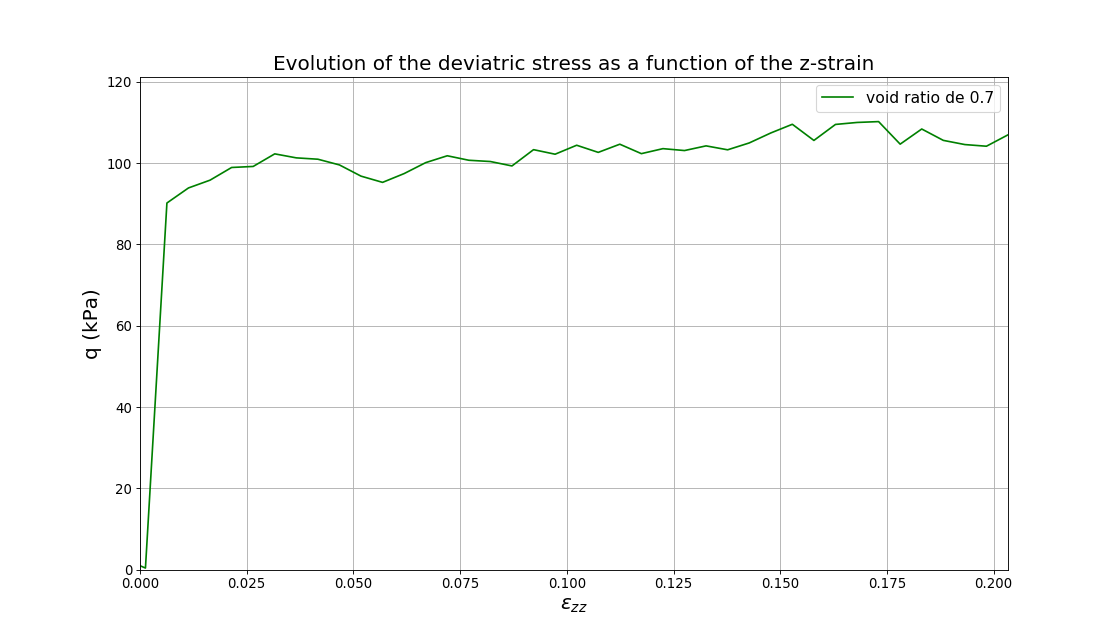 Evolution of the deviatric stress as a function of the z-strain
void ratio de 0.7
q (kPa)
120
100
80
60
40
20
0
0.000 0.025 0.050 0.075 0.100 0.125 0.150 0.175 0.200
ε_zz